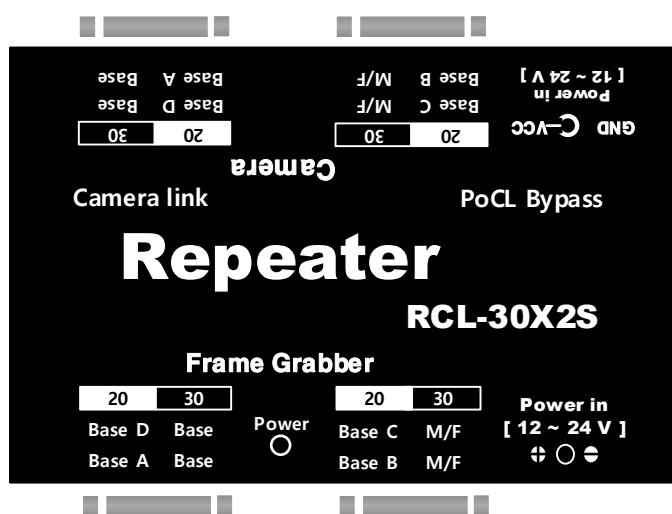 Base Base A M/F Base B [ 12 ~ 24 V ]
Base Base D M/F Base C Power in
30 20 30 20 GND VCC
Camera
Camera link PoCL Bypass
Repeater
RCL-30X2S
Frame Grabber
20 30 20 30 Power in
Base D Base Power Base C M/F [ 12 ~ 24 V ]
Base A Base Base B M/F